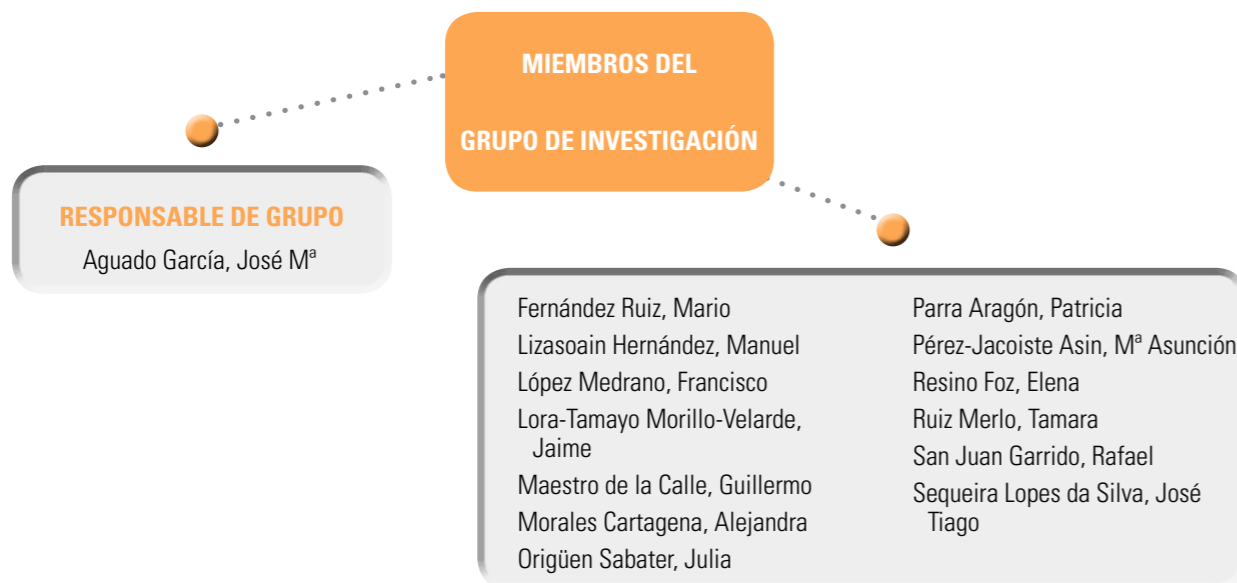 MIEMBROS DEL
GRUPO DE INVESTIGACIÓN
RESPONSABLE DE GRUPO
Aguado García, José Mª
Fernández Ruiz, Mario
Lizasoain Hernández, Manuel
López Medrano, Francisco
Lora-Tamayo Morillo-Velarde,
Jaime
Maestro de la Calle, Guillermo
Morales Cartagena, Alejandra
Origüen Sabater, Julia
Parra Aragón, Patricia
Pérez-Jacoiste Asin, Mª Asunción
Resino Foz, Elena
Ruiz Merlo, Tamara
San Juan Garrido, Rafael
Sequeira Lopes da Silva, José
Tiago